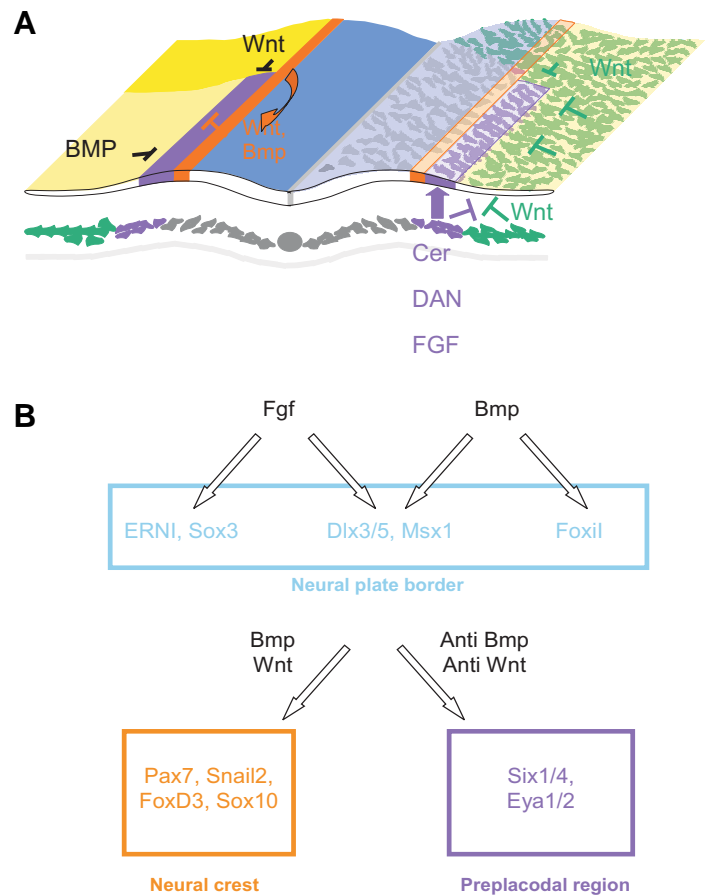 A
Wnt
Wnt
BMP
Wnt,
Bmp
Wnt
Cer
DAN
FGF
B
Fgf
Bmp
ERNI, Sox3
Dlx3/5, Msx1
FoxiI
Neural plate border
Bmp
Wnt
Anti Bmp
Anti Wnt
Pax7, Snail2,
FoxD3, Sox10
Six1/4,
Eya1/2
Neural crest
Preplacodal region